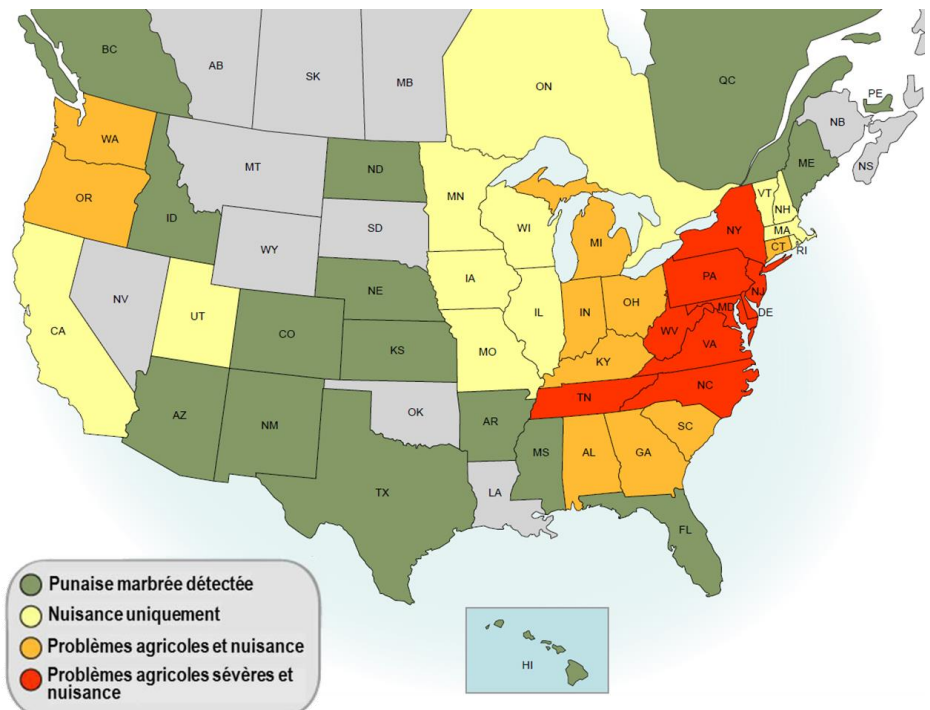 BC
AB
SK
MB
ON
QC
PE
NB
NS
ME
WA
MT
ND
MN
VT
NH
OR
ID
SD
WI
MI
NY
MA
CT
RI
WY
IA
PA
NE
NV
UT
IL
IN
OH
NJ
MD
DE
CA
CO
KS
MO
WV
VA
KY
NC
TN
AZ
NM
OK
AR
SC
MS
AL
GA
TX
LA
FL
HI
Punaise marbrée détectée
Nuisance uniquement
Problèmes agricoles et nuisance
Problèmes agricoles sévères et
nuisance